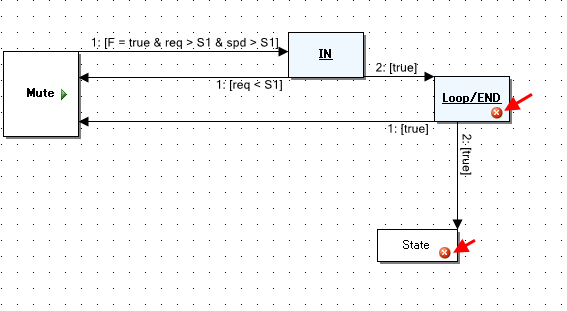 1: [F = true & req > S1 & spd > S1]
IN
2: [true]
Mute
1: [req < S1]
Loop/END
1: [true]
2: [true]
State